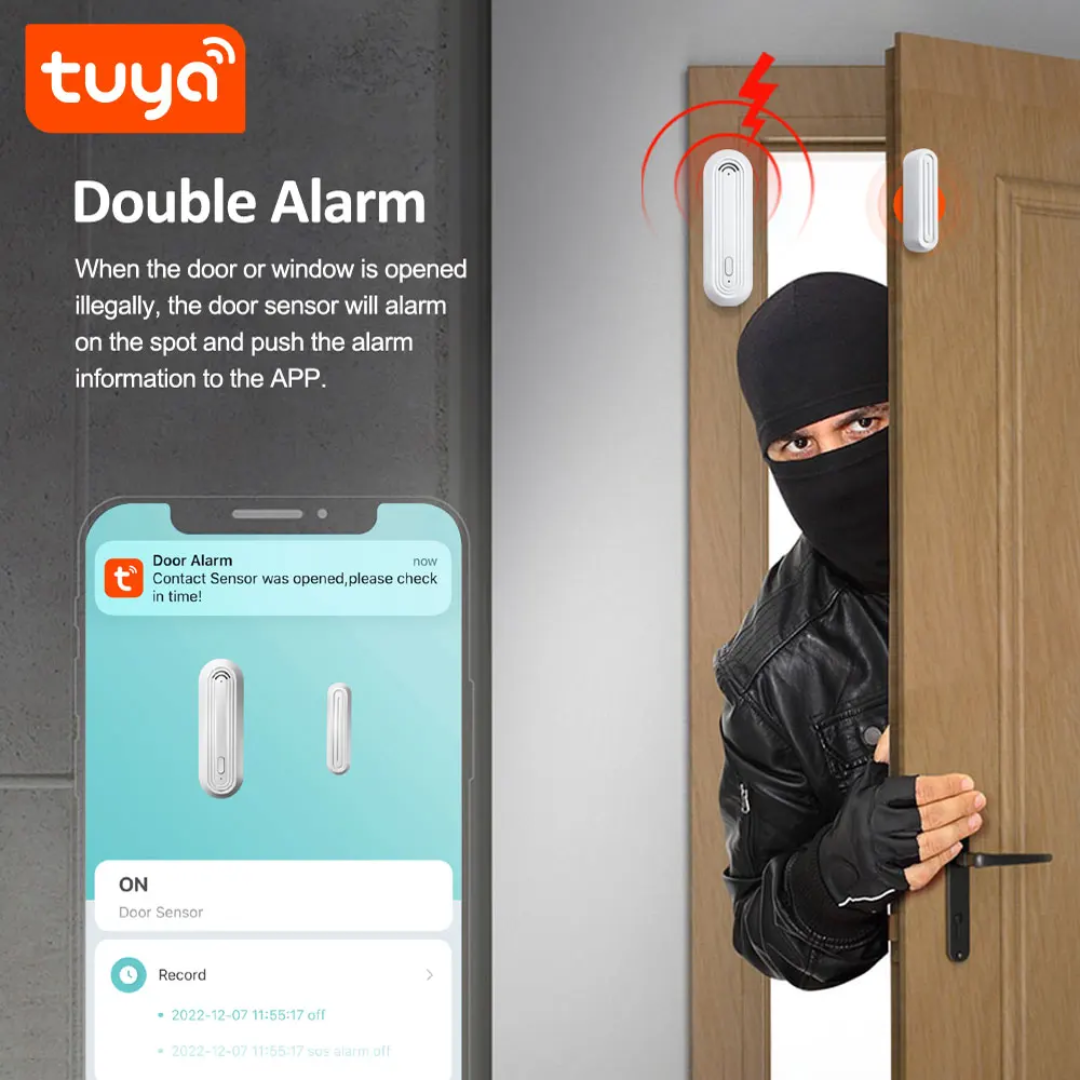 tuya
Double Alarm
When the door or window is opened
illegally, the door sensor will alarm
on the spot and push the alarm
information to the APP.
t
Door Alarm
now
Contact Sensor was opened,please check
in time!
ON
Door Sensor
Record
2022-12-07 11:55:17 off
2022-12-07 11:55:17 sos alarm off